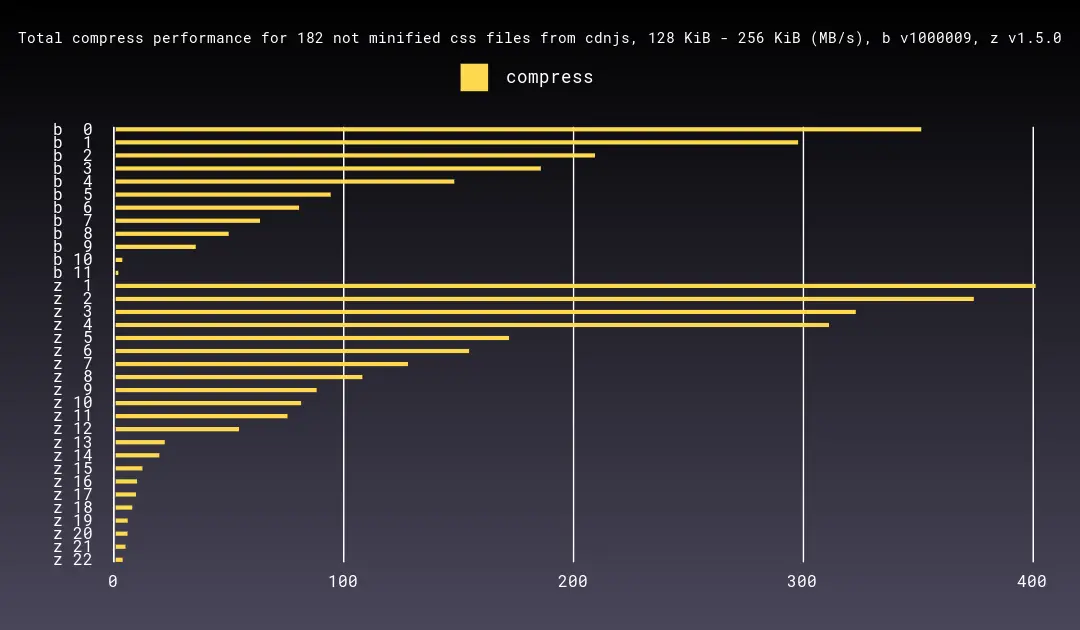 Total compress performance for 182 not minified css files from cdnjs, 128 KiB - 256 KiB (MB/s), b v1000009, z v1.5.0
compress
b  0
b  1
b  2
b  3
b  4
b  5
b  6
b  7
b  8
b  9
b 10
b 11
z  1
z  2
z  3
z  4
z  5
z  6
z  7
z  8
z  9
z 10
z 11
z 12
z 13
z 14
z 15
z 16
z 17
z 18
z 19
z 20
z 21
z 22
0 100 200 300 400